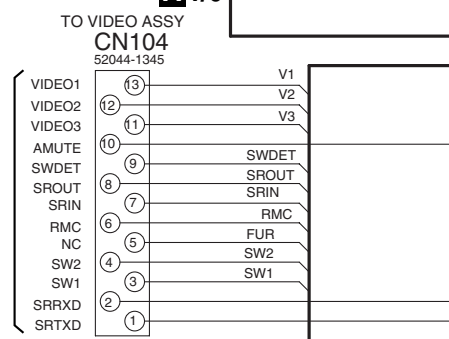 TO VIDEO ASSY
CN104
52044-1345
VIDEO1 13 V1
VIDEO2 12 V2
VIDEO3 11 V3
AMUTE 10
SWDET 9 SWDET
SROUT 8 SROUT
SRIN 7 SRIN
RMC 6 RMC
NC 5 FUR
SW2 4 SW2
SW1 3 SW1
SRRXD 2
SRTXD 1